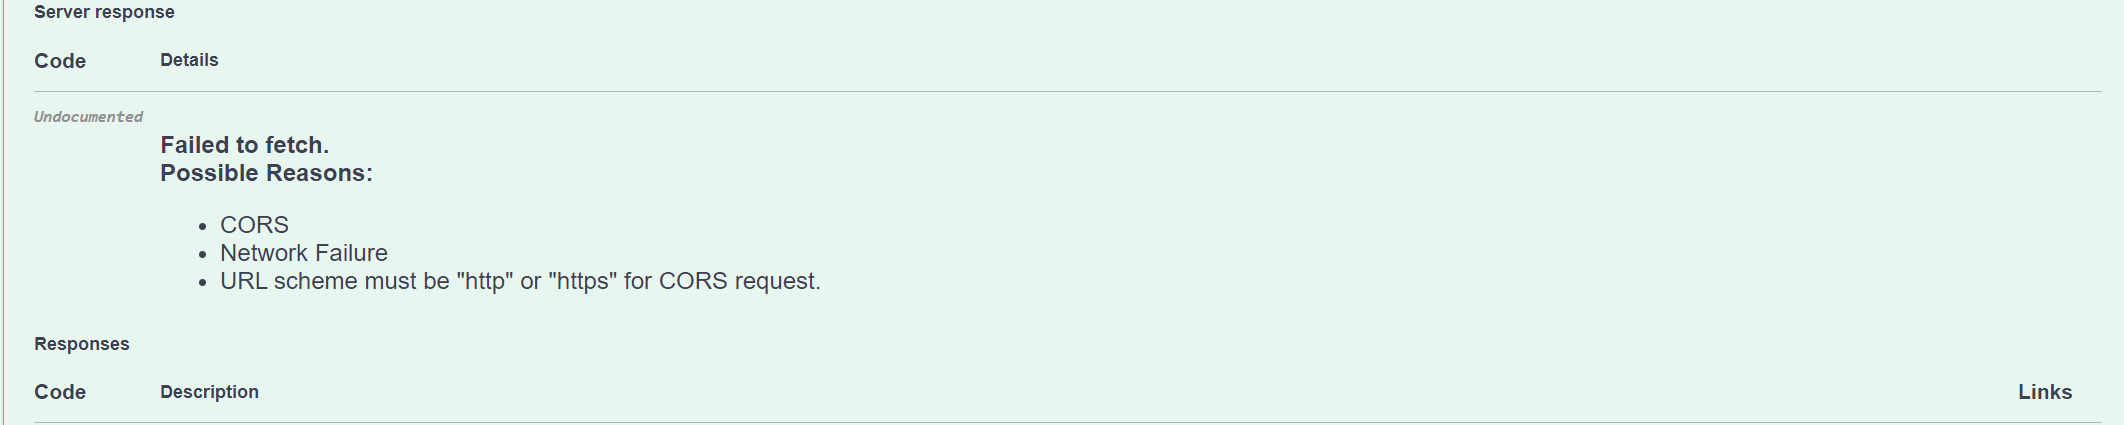 Server response
Code Details
Undocumented
Failed to fetch.
Possible Reasons:
• CORS
• Network Failure
• URL scheme must be "http" or "https" for CORS request.
Responses
Code Description Links